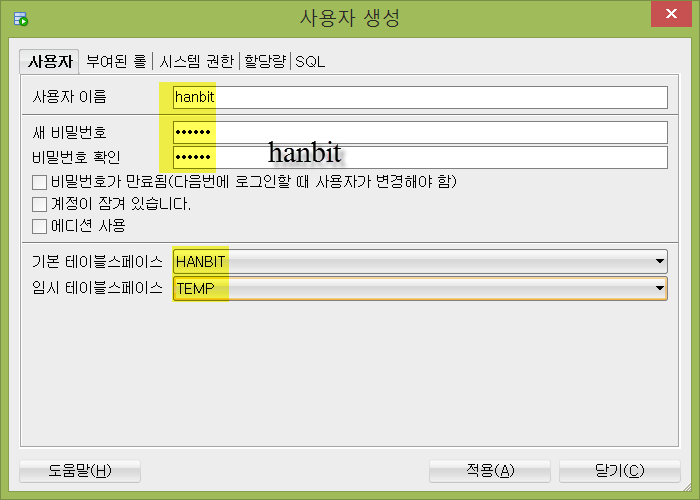 사용자 생성
사용자 부여된 롤 시스템 권한 할당량 SQL
사용자 이름 hanbit
새 비밀번호 ••••••
비밀번호 확인 •••••• hanbit
비밀번호가 만료됨(다음번에 로그인할 때 사용자가 변경해야 함)
계정이 잠겨 있습니다.
에디션 사용
기본 테이블스페이스 HANBIT
임시 테이블스페이스 TEMP
도움말(H) 적용(A) 닫기(C)